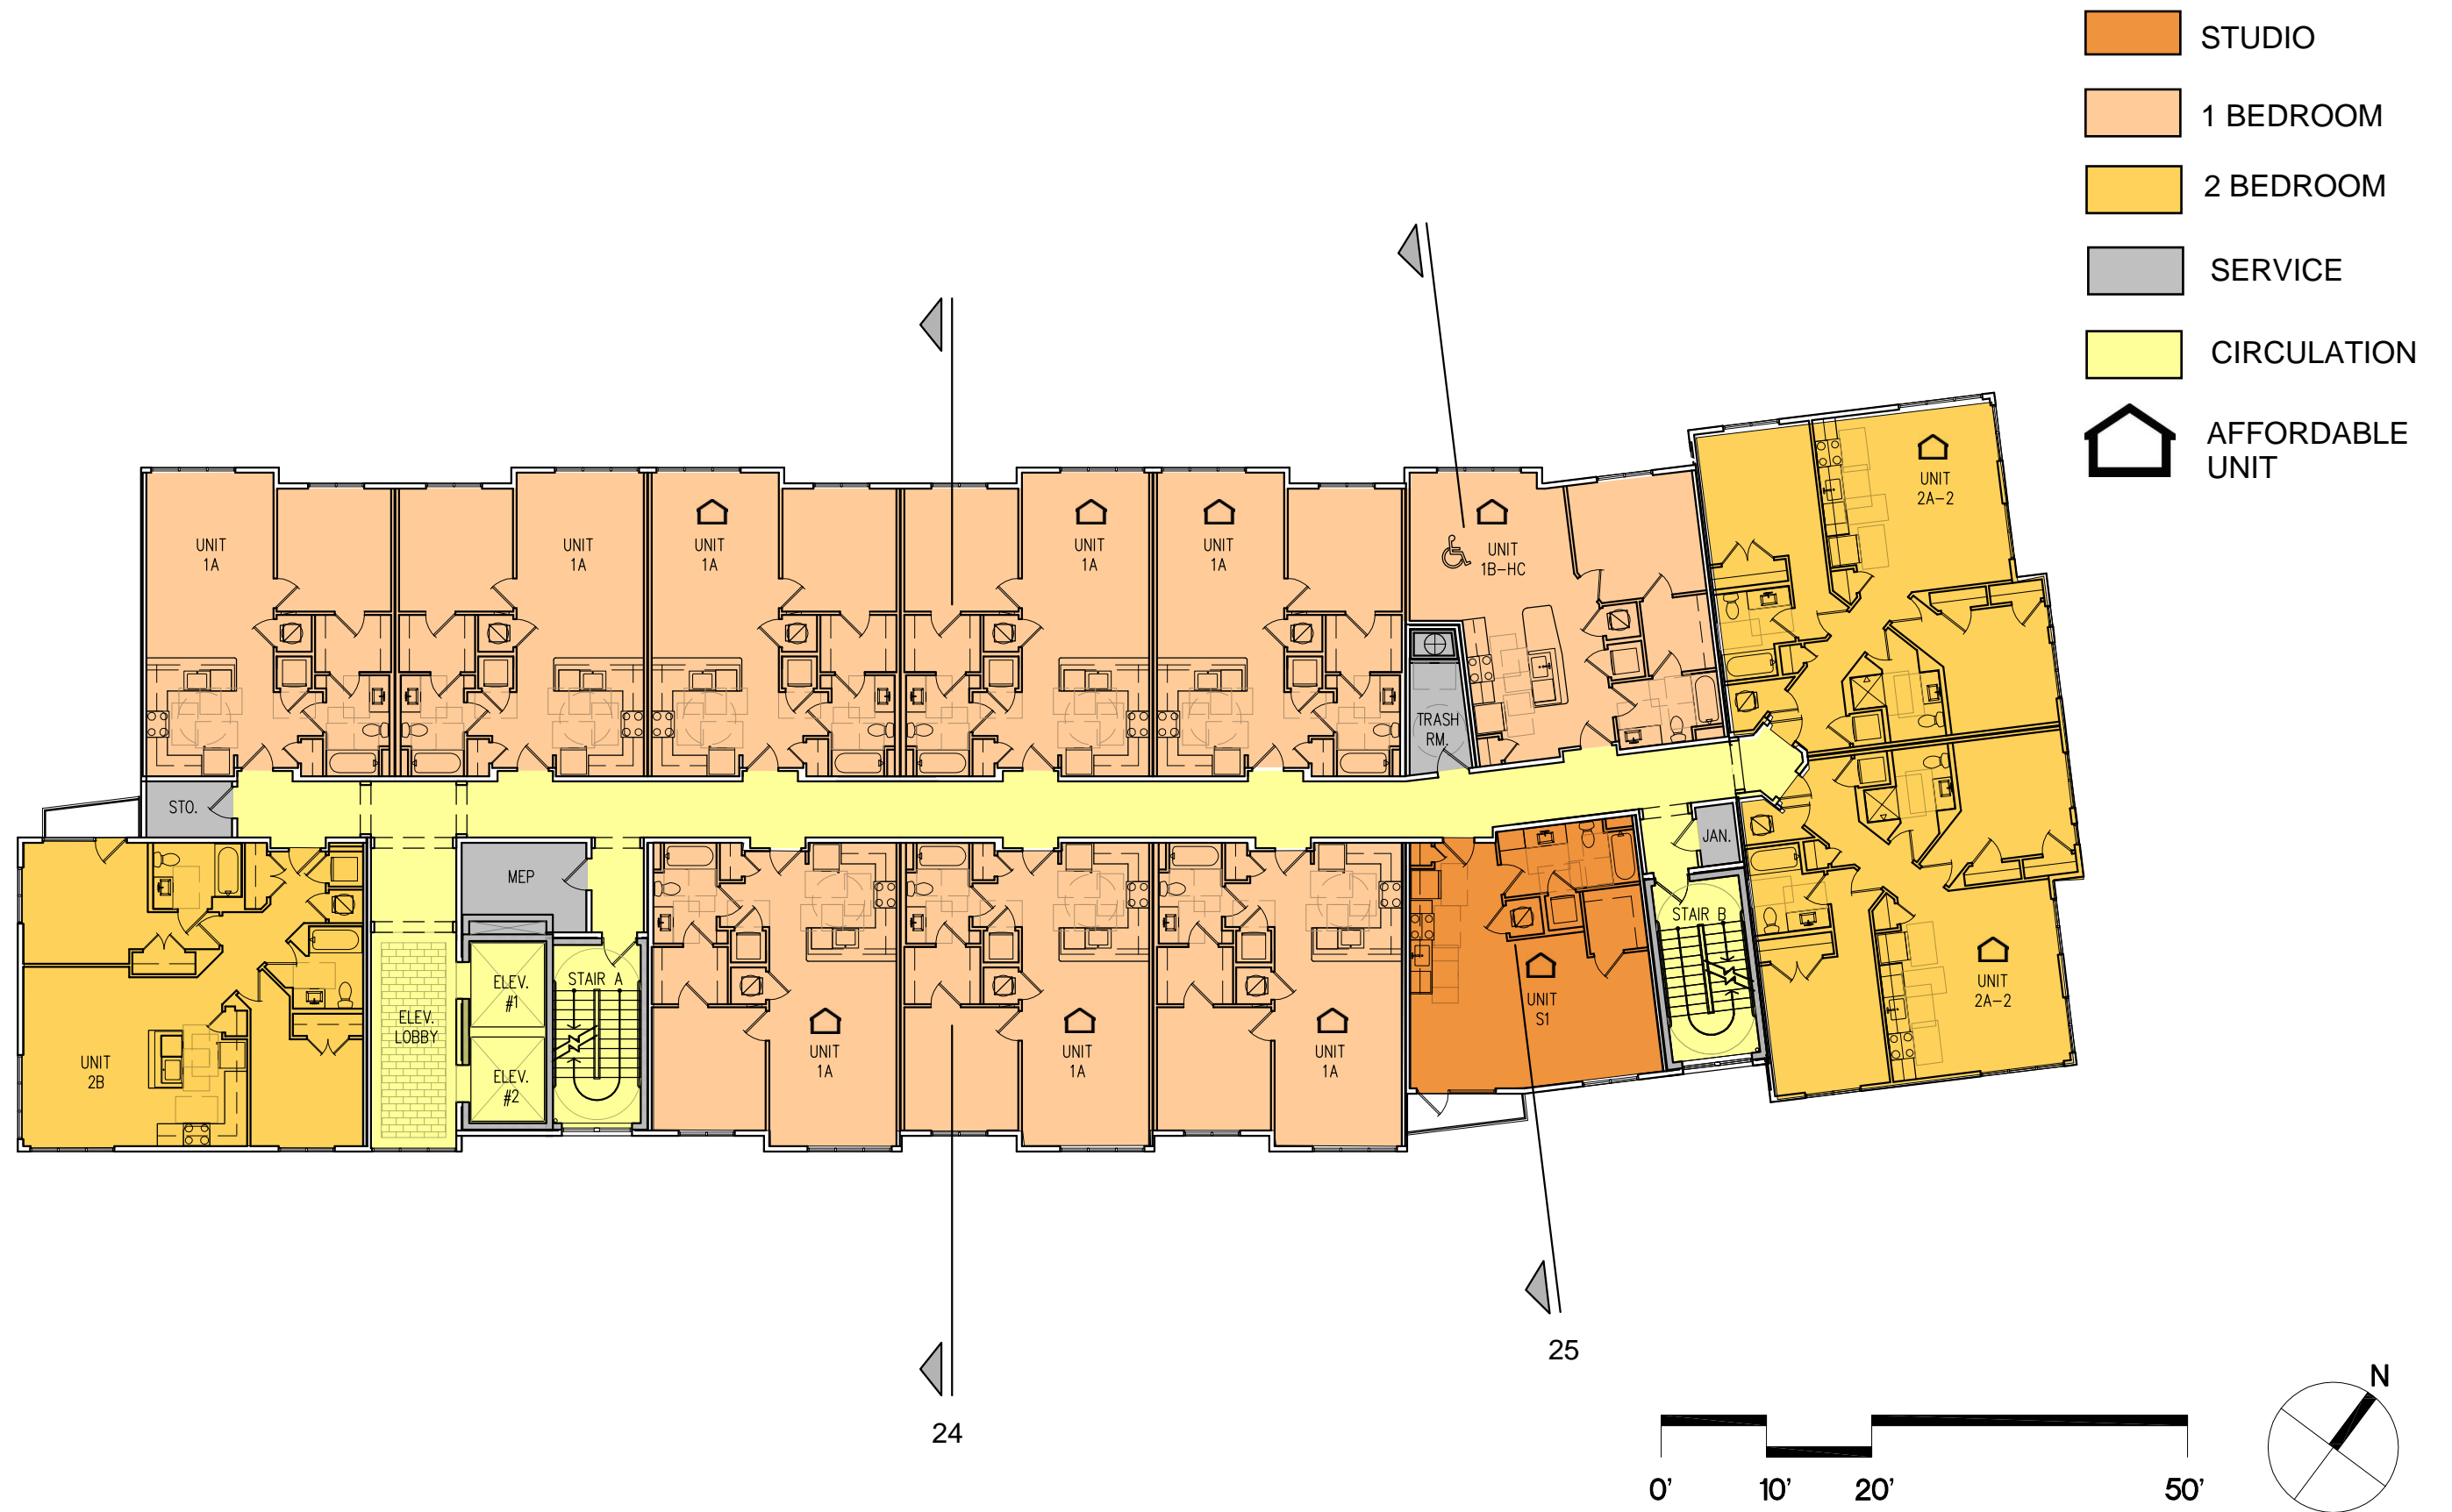 STUDIO
1 BEDROOM
2 BEDROOM
SERVICE
CIRCULATION
AFFORDABLE
UNIT
UNIT
2A-2
UNIT
1A
UNIT
1A
UNIT
1A
UNIT
1A
UNIT
1A
UNIT
1B-HC
TRASH
RM.
STO.
JAN.
MEP
STAIR B
STAIR A
ELEV.
#1
ELEV.
LOBBY
ELEV.
#2
UNIT
2B
UNIT
1A
UNIT
1A
UNIT
1A
UNIT
S1
UNIT
2A-2
25
24
N
0'
10'
20'
50'